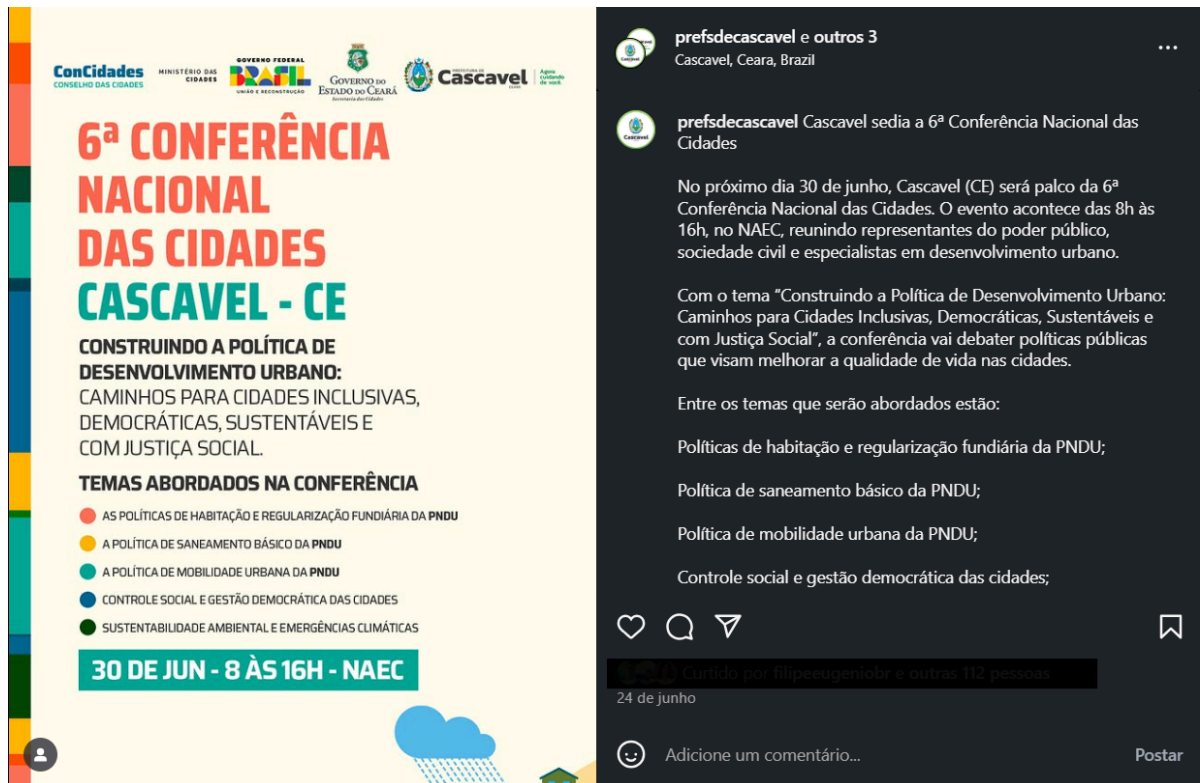 ConCidades
CONSELHO DAS CIDADES
MINISTÉRIO DAS
CIDADES
GOVERNO FEDERAL
BRASIL
UNIÃO E RECONSTRUÇÃO
GOVERNO DO
ESTADO DO CEARÁ
Secretaria das Cidades
PREFEITURA DE
Cascavel
Agora
cuidando
de você
6ª CONFERÊNCIA
NACIONAL
DAS CIDADES
CASCAVEL - CE
CONSTRUINDO A POLÍTICA DE
DESENVOLVIMENTO URBANO:
CAMINHOS PARA CIDADES INCLUSIVAS,
DEMOCRÁTICAS, SUSTENTÁVEIS E
COM JUSTIÇA SOCIAL.
TEMAS ABORDADOS NA CONFERÊNCIA
AS POLÍTICAS DE HABITAÇÃO E REGULARIZAÇÃO FUNDIÁRIA DA PNDU
A POLÍTICA DE SANEAMENTO BÁSICO DA PNDU
A POLÍTICA DE MOBILIDADE URBANA DA PNDU
CONTROLE SOCIAL E GESTÃO DEMOCRÁTICA DAS CIDADES
SUSTENTABILIDADE AMBIENTAL E EMERGÊNCIAS CLIMÁTICAS
30 DE JUN - 8 ÀS 16H - NAEC
prefsdecascavel e outros 3
Cascavel, Ceara, Brazil
prefsdecascavel Cascavel sedia a 6ª Conferência Nacional das
Cidades
No próximo dia 30 de junho, Cascavel (CE) será palco da 6ª
Conferência Nacional das Cidades. O evento acontece das 8h às
16h, no NAEC, reunindo representantes do poder público,
sociedade civil e especialistas em desenvolvimento urbano.
Com o tema “Construindo a Política de Desenvolvimento Urbano:
Caminhos para Cidades Inclusivas, Democráticas, Sustentáveis e
com Justiça Social”, a conferência vai debater políticas públicas
que visam melhorar a qualidade de vida nas cidades.
Entre os temas que serão abordados estão:
Políticas de habitação e regularização fundiária da PNDU;
Política de saneamento básico da PNDU;
Política de mobilidade urbana da PNDU;
Controle social e gestão democrática das cidades;
Curtido por filipeeugeniobr e outras 112 pessoas
24 de junho
Adicione um comentário...
Postar